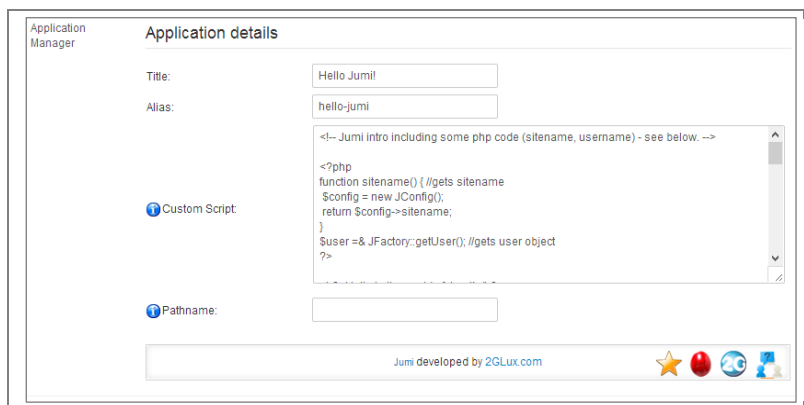 Application
Manager
Application details
Title:
Hello Jumi!
Alias:
hello-jumi
Custom Script:
<!-- Jumi intro including some php code (sitename, username) - see below. -->
<?php
function sitename() { //gets sitename
$config = new JConfig();
return $config->sitename;
}
$user =& JFactory::getUser(); //gets user object
?>
Pathname:
Jumi developed by 2GLux.com
2G
?